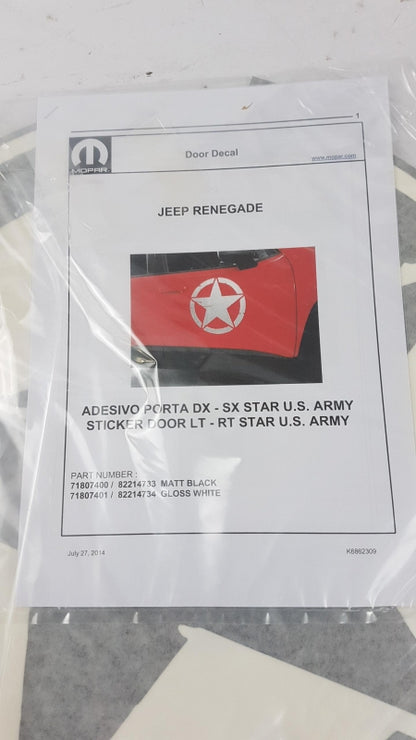 1
MOPAR
Door Decal
www.mopar.com
JEEP RENEGADE
ADESIVO PORTA DX - SX STAR U.S. ARMY
STICKER DOOR LT - RT STAR U.S. ARMY
PART NUMBER :
71807400 / 82214733 MATT BLACK
71807401 / 82214734 GLOSS WHITE
July 27, 2014
K6862309